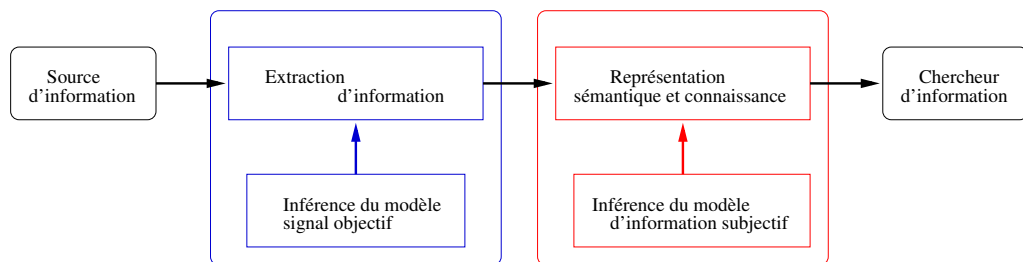 Source
d'information
Extraction
d'information
Représentation
sémantique et connaissance
Chercheur
d'information
Inférence du modèle
signal objectif
Inférence du modèle
d'information subjectif